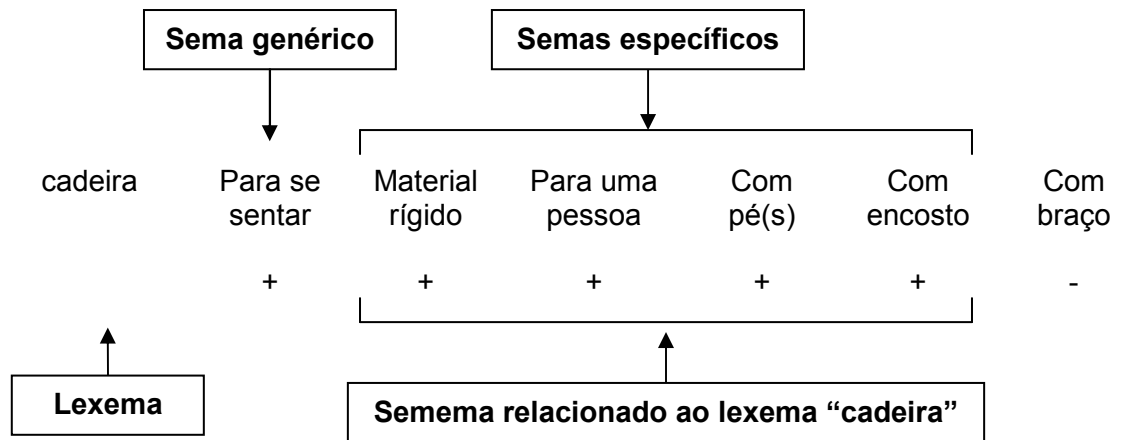 Sema genérico Semas específicos
cadeira Para se Material Para uma Com Com Com
sentar rígido pessoa pé(s) encosto braço
+ + + + + -
Lexema Semema relacionado ao lexema “cadeira”